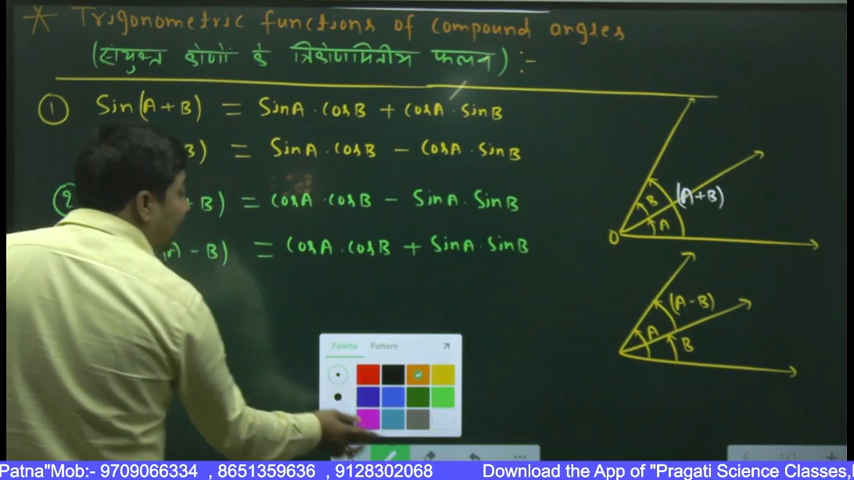 * Trigonometric functions of compound angles
(संयुक्त कोणों के त्रिकोणमितीय फलन) :-
① Sin(A+B) = SinA · CosB + CosA · SinB
B) = SinA · CosB - CosA · SinB
② + B) = CosA · CosB - SinA · SinB
A - B) = CosA · CosB + SinA · SinB
B (A+B)
A
O
(A-B)
A B
Palette Pattern
Patna"Mob:- 9709066334 , 8651359636 , 9128302068 Download the App of "Pragati Science Classes,